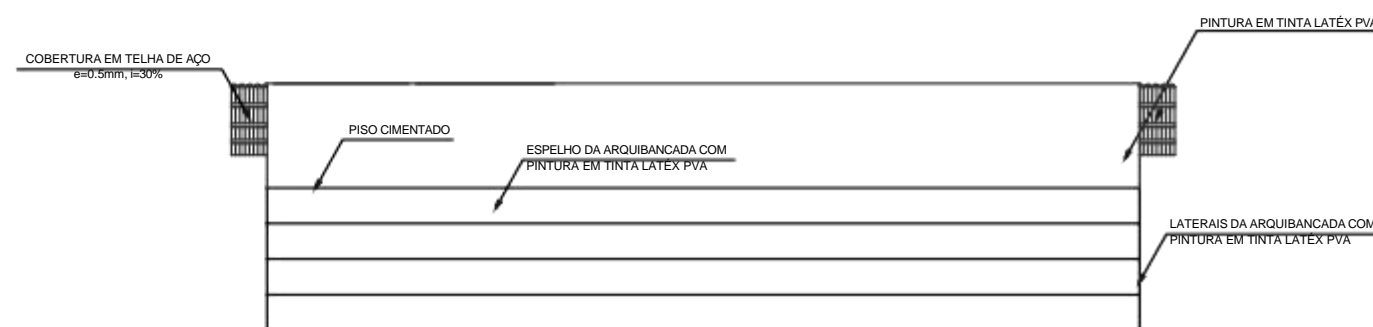 PINTURA EM TINTA LATÉX PVA
COBERTURA EM TELHA DE AÇO
e=0.5mm, i=30%
PISO CIMENTADO
ESPELHO DA ARQUIBANCADA COM
PINTURA EM TINTA LATÉX PVA
LATERAIS DA ARQUIBANCADA COM
PINTURA EM TINTA LATÉX PVA